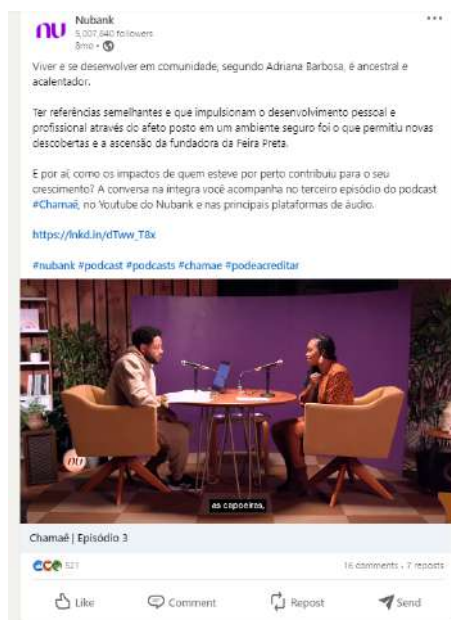 nu
Nubank
5,007,640 followers
8mo •
Viver e se desenvolver em comunidade, segundo Adriana Barbosa, é ancestral e
acalentador.
Ter referências semelhantes e que impulsionam o desenvolvimento pessoal e
profissional através do afeto posto em um ambiente seguro foi o que permitiu novas
descobertas e a ascensão da fundadora da Feira Preta.
E por aí, como os impactos de quem esteve por perto contribuiu para o seu
crescimento? A conversa na íntegra você acompanha no terceiro episódio do podcast
#Chamaê, no Youtube do Nubank e nas principais plataformas de áudio.
https://lnkd.in/dTww_T8x
#nubank #podcast #podcasts #chamae #podeacreditar
nu
as capoeiras,
Chamaê | Episódio 3
521
16 comments • 7 reposts
Like
Comment
Repost
Send